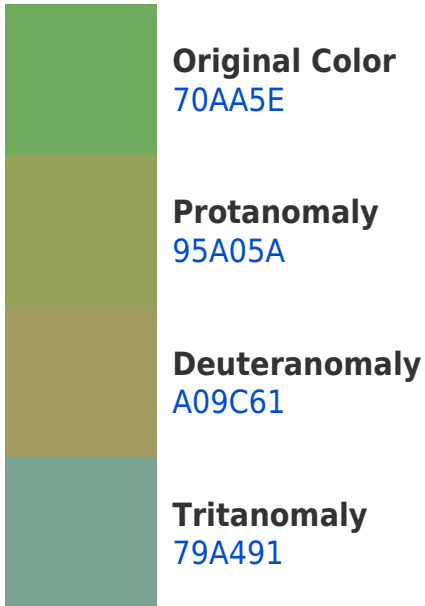 Original Color
70AA5E
Protanomaly
95A05A
Deuteranomaly
A09C61
Tritanomaly
79A491